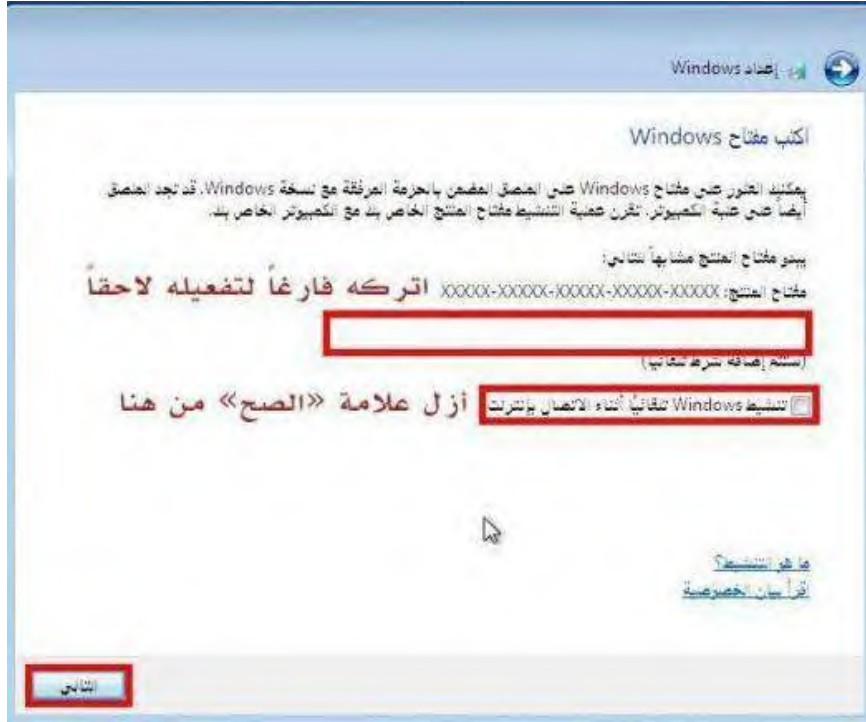 إعداد Windows
اكتب مفتاح Windows
يمكنك العثور على مفتاح Windows على الملصق المضمن بالحزمة المرفقة مع نسخة Windows. قد تجد الملصق
أيضاً على علبة الكمبيوتر. تقرن عملية التنشيط مفتاح المنتج الخاص بك مع الكمبيوتر الخاص بك.
يبدو مفتاح المنتج مشابهاً للتالي:
مفتاح المنتج: XXXXX-XXXXX-XXXXX-XXXXX-XXXXX اتركه فارغاً لتفعيله لاحقاً
(ستتم إضافة شرط تلقائيا)
تنشيط Windows تلقائيًا أثناء الاتصال بإنترنت أزل علامة «الصح» من هنا
ما هو التنشيط؟
اقرأ بيان الخصوصية
التالي